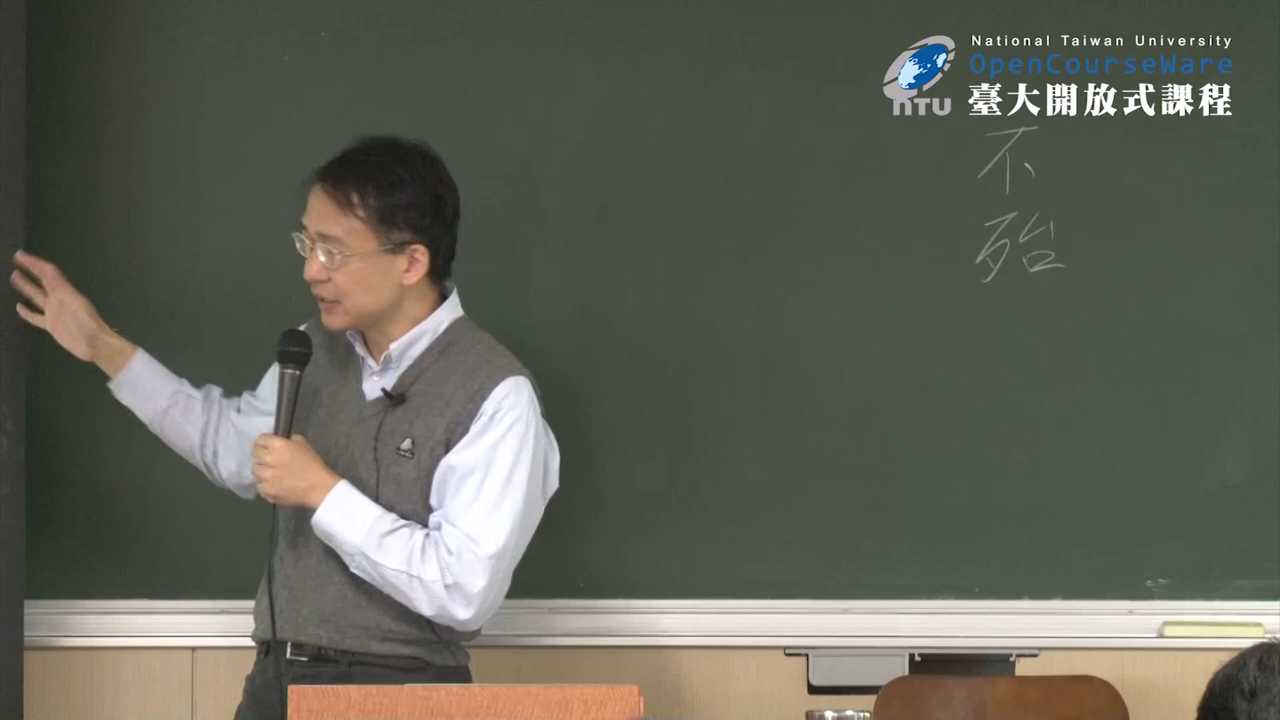 National Taiwan University
OpenCourseWare
NTU 臺大開放式課程
不
殆